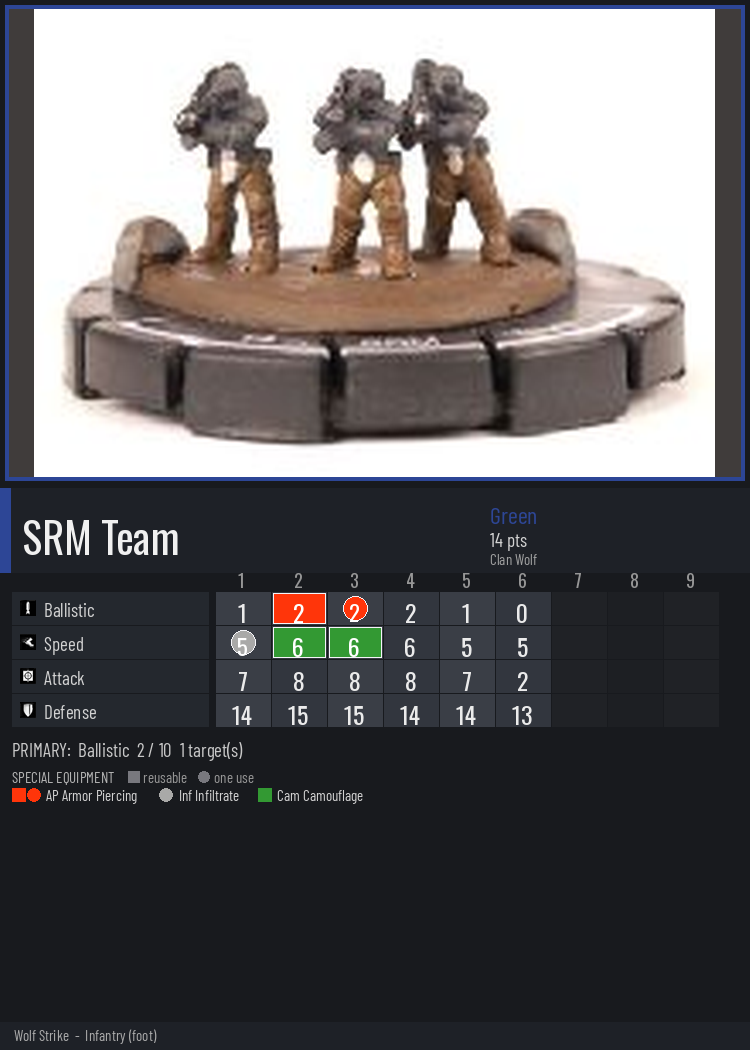 SRM Team
Green
14 pts
Clan Wolf
1 2 3 4 5 6 7 8 9
Ballistic 1 2 2 2 1 0
Speed 5 6 6 6 5 5
Attack 7 8 8 8 7 2
Defense 14 15 15 14 14 13
PRIMARY: Ballistic 2 / 10 1 target(s)
SPECIAL EQUIPMENT reusable one use
AP Armor Piercing Inf Infiltrate Cam Camouflage
Wolf Strike - Infantry (foot)